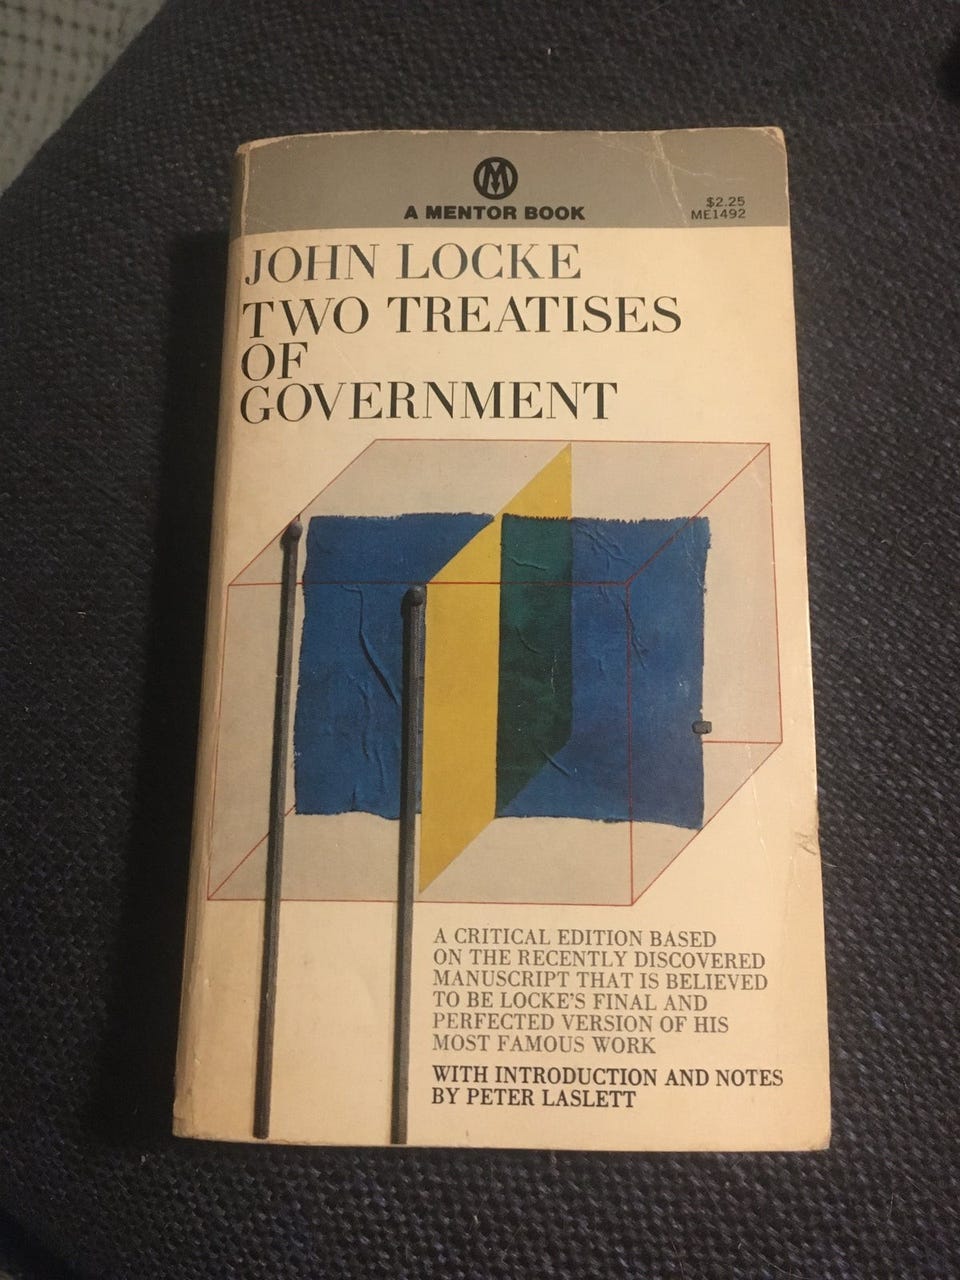 M
A MENTOR BOOK
$2.25
ME1492
JOHN LOCKE
TWO TREATISES
OF
GOVERNMENT
A CRITICAL EDITION BASED
ON THE RECENTLY DISCOVERED
MANUSCRIPT THAT IS BELIEVED
TO BE LOCKE'S FINAL AND
PERFECTED VERSION OF HIS
MOST FAMOUS WORK
WITH INTRODUCTION AND NOTES
BY PETER LASLETT